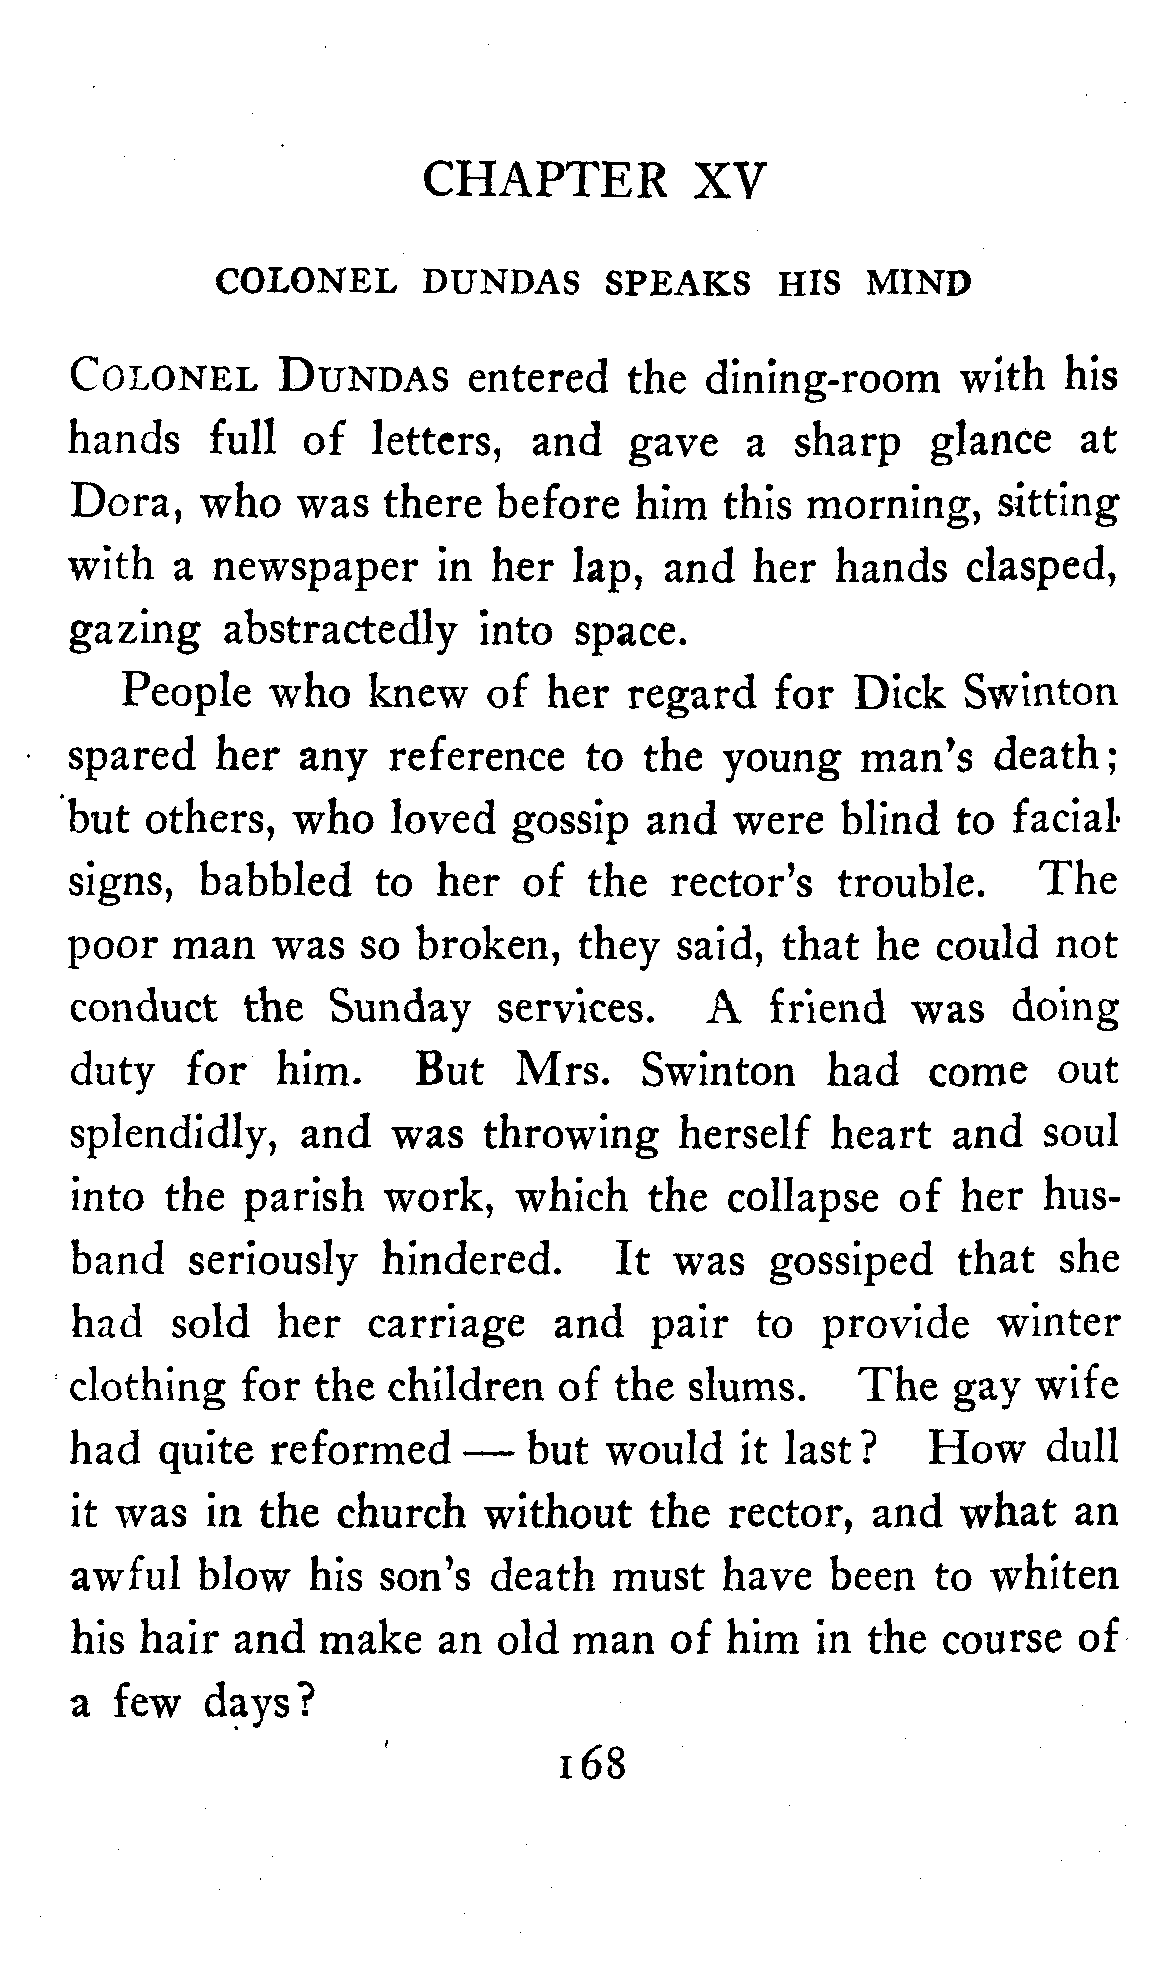 CHAPTER XV
COLONEL DUNDAS SPEAKS HIS MIND
COLONEL DUNDAS entered the dining-room with his
hands full of letters, and gave a sharp glance at
Dora, who was there before him this morning, sitting
with a newspaper in her lap, and her hands clasped,
gazing abstractedly into space.
People who knew of her regard for Dick Swinton
spared her any reference to the young man's death;
but others, who loved gossip and were blind to facial
signs, babbled to her of the rector's trouble. The
poor man was so broken, they said, that he could not
conduct the Sunday services. A friend was doing
duty for him. But Mrs. Swinton had come out
splendidly, and was throwing herself heart and soul
into the parish work, which the collapse of her hus-
band seriously hindered. It was gossiped that she
had sold her carriage and pair to provide winter
clothing for the children of the slums. The gay wife
had quite reformed — but would it last? How dull
it was in the church without the rector, and what an
awful blow his son's death must have been to whiten
his hair and make an old man of him in the course of
a few days?
168